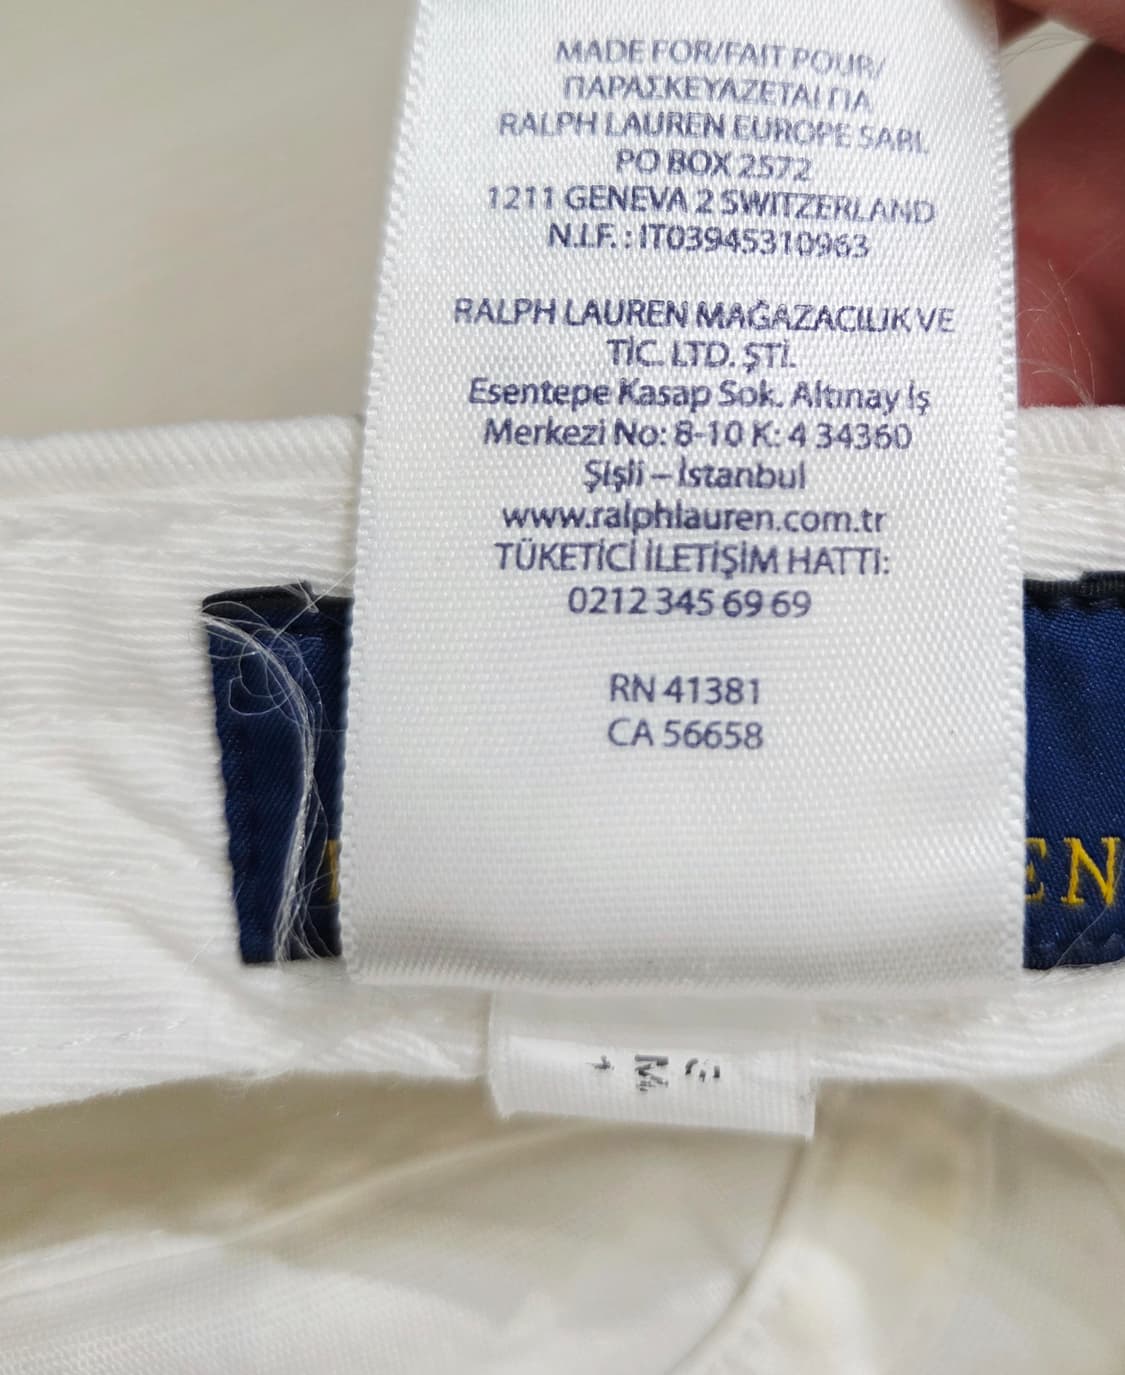 MADE FOR/FAIT POUR/
ΠΑΡΑΣΚΕΥΑΖΕΤΑΙ ΓΙΑ
RALPH LAUREN EUROPE SARL
PO BOX 2572
1211 GENEVA 2 SWITZERLAND
N.I.F. : IT03945310963
RALPH LAUREN MAĞAZACILIK VE
TİC. LTD. ŞTİ.
Esentepe Kasap Sok. Altınay İş
Merkezi No: 8-10 K: 4 34360
Şişli – İstanbul
www.ralphlauren.com.tr
TÜKETİCİ İLETİŞİM HATTI:
0212 345 69 69
RN 41381
CA 56658
EN